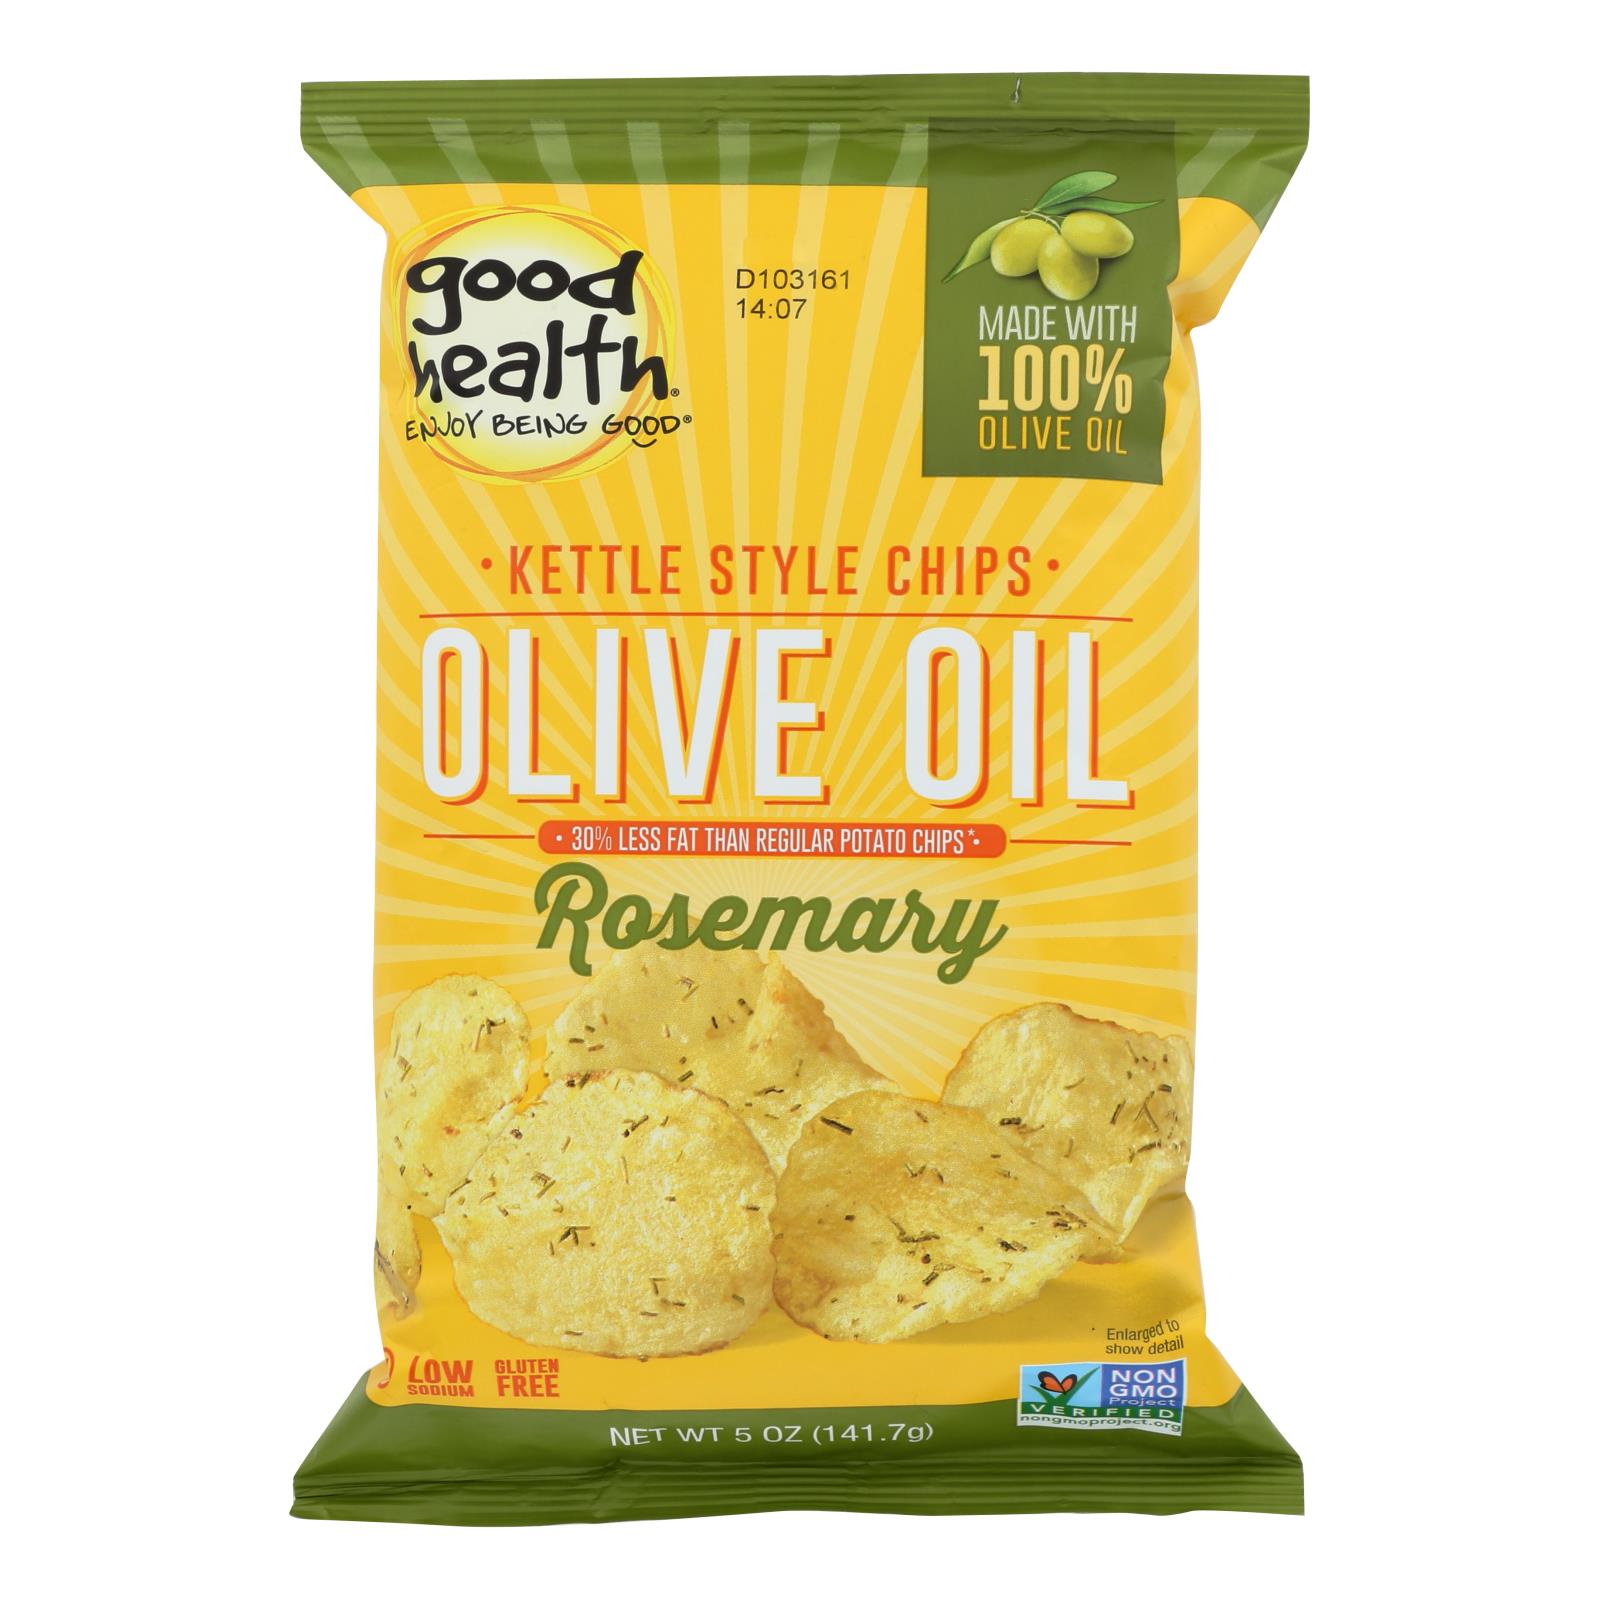 good
health®
ENJOY BEING GOOD®
D103161
14:07
MADE WITH
100%
OLIVE OIL
• KETTLE STYLE CHIPS •
OLIVE OIL
• 30% LESS FAT THAN REGULAR POTATO CHIPS* •
Rosemary
Enlarged to
show detail
LOW
SODIUM
GLUTEN
FREE
NON
GMO
Project
VERIFIED
nongmoproject.org
NET WT 5 OZ (141.7g)